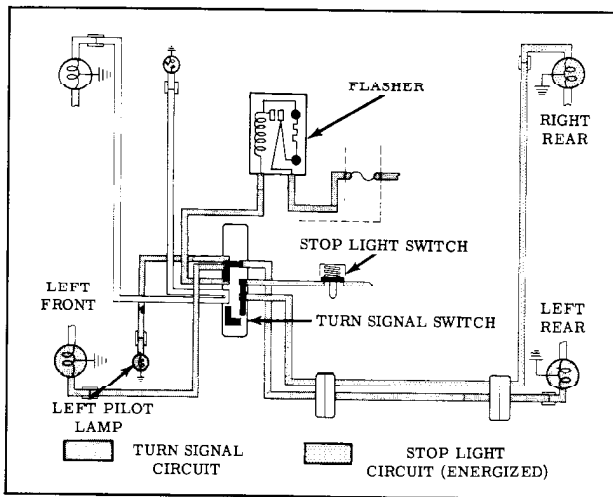 FLASHER
RIGHT
REAR
STOP LIGHT SWITCH
LEFT
FRONT
TURN SIGNAL SWITCH
LEFT
REAR
LEFT PILOT
LAMP
TURN SIGNAL
CIRCUIT
STOP LIGHT
CIRCUIT (ENERGIZED)